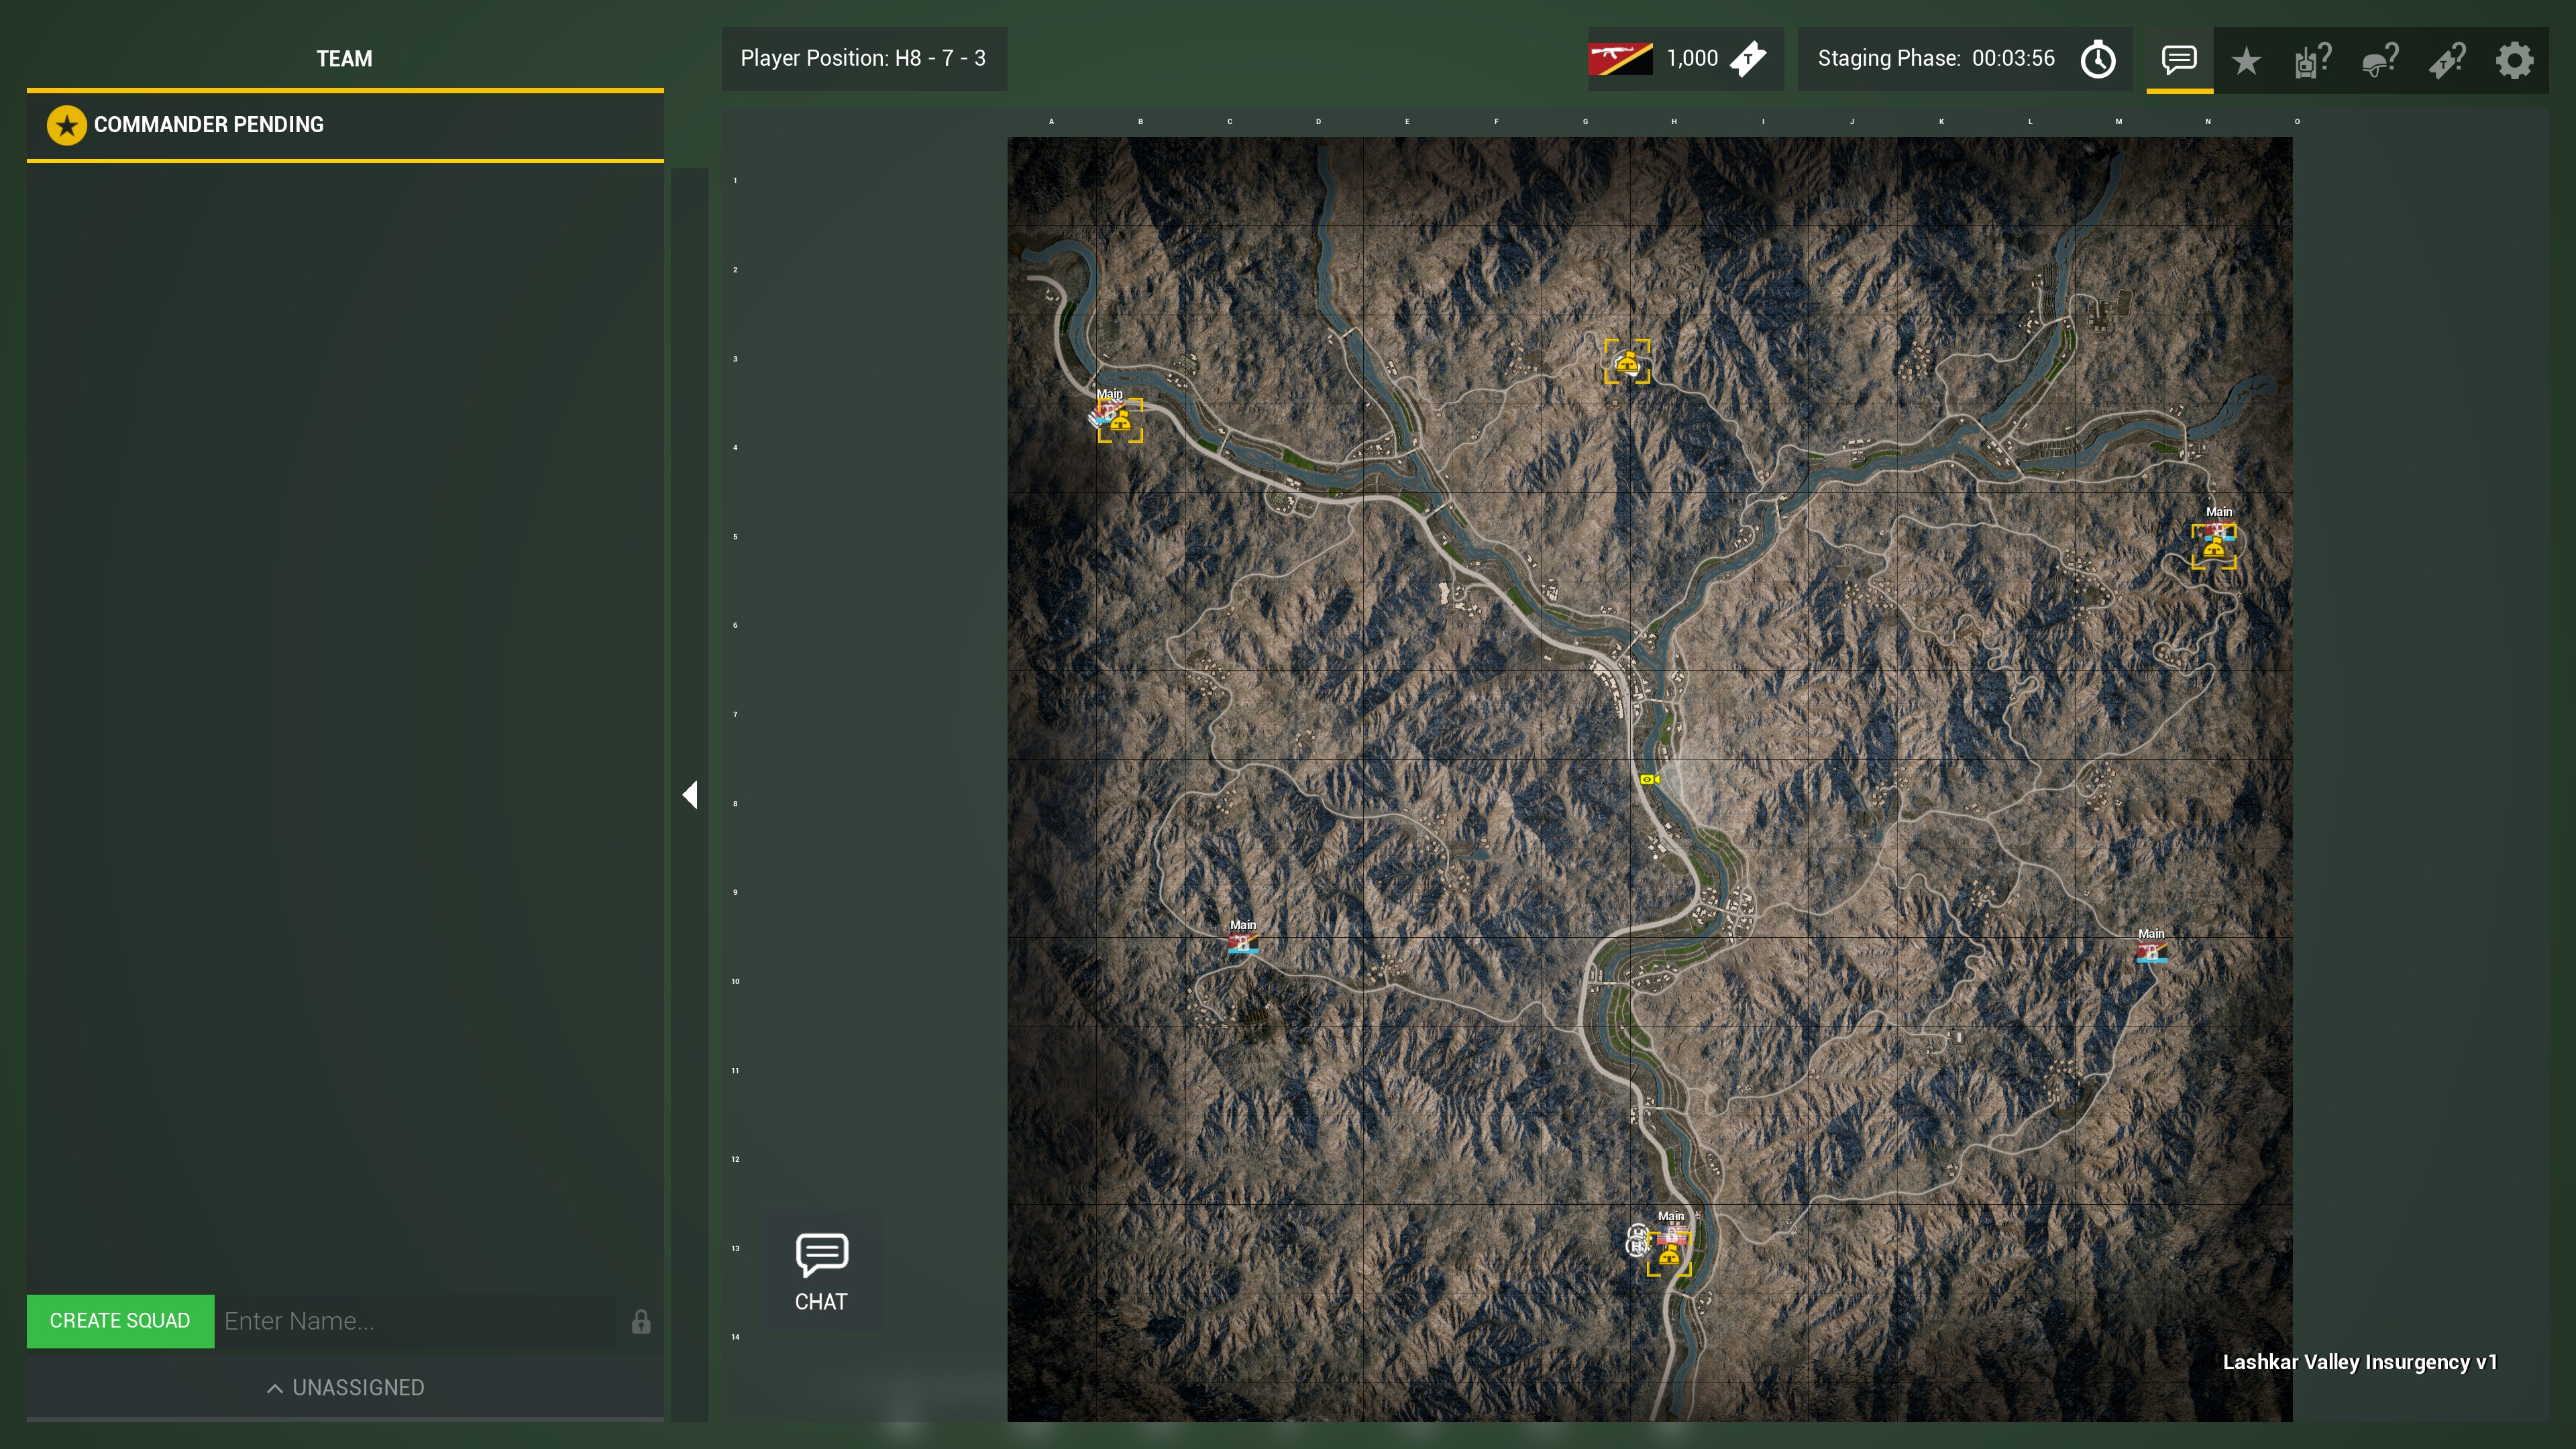 TEAM
COMMANDER PENDING
Player Position: H8 - 7 - 3
1,000
T
Staging Phase: 00:03:56
? ? T?
A B C D E F G H I J K L M N O
1
2
3
Main
4
Main
5
6
7
8
9
Main
Main
10
11
12
Main
13
CHAT
CREATE SQUAD
Enter Name...
14
Lashkar Valley Insurgency v1
UNASSIGNED